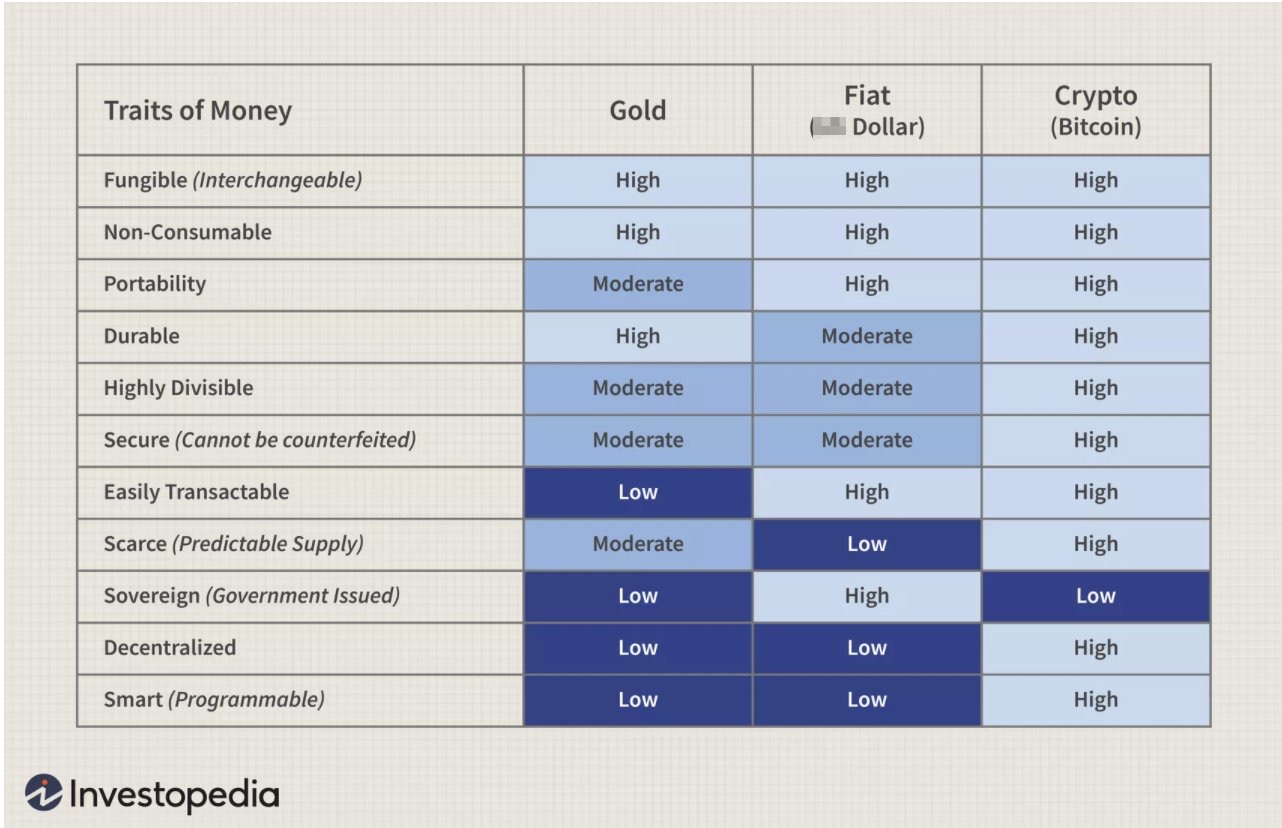 Traits of Money Gold Fiat Crypto
( Dollar) (Bitcoin)
Fungible (Interchangeable) High High High
Non-Consumable High High High
Portability Moderate High High
Durable High Moderate High
Highly Divisible Moderate Moderate High
Secure (Cannot be counterfeited) Moderate Moderate High
Easily Transactable Low High High
Scarce (Predictable Supply) Moderate Low High
Sovereign (Government Issued) Low High Low
Decentralized Low Low High
Smart (Programmable) Low Low High
Investopedia